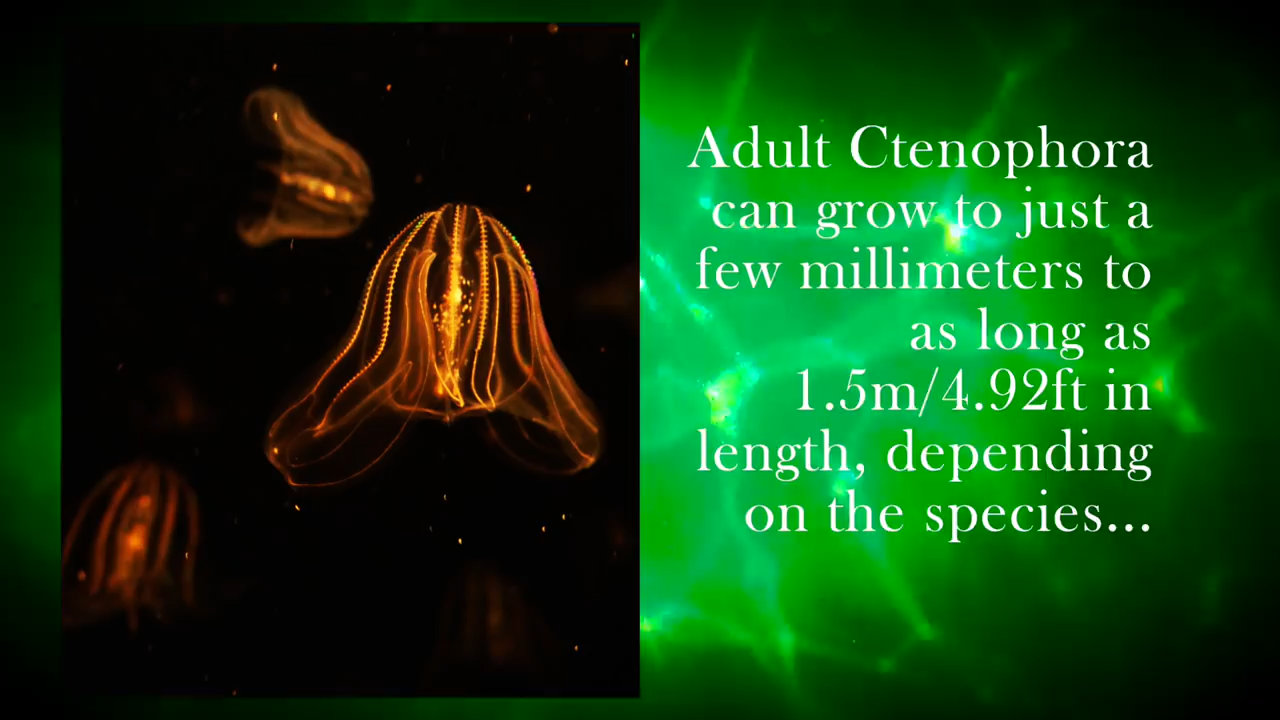 Adult Ctenophora
can grow to just a
few millimeters to
as long as
1.5m/4.92ft in
length, depending
on the species...